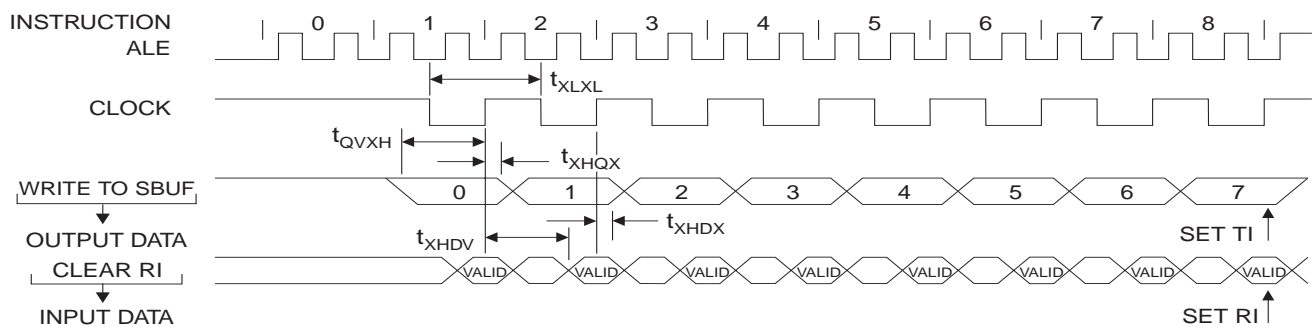 INSTRUCTION 0 1 2 3 4 5 6 7 8
ALE
tXLXL
CLOCK
tQVXH
tXHQX
WRITE TO SBUF 0 1 2 3 4 5 6 7
tXHDX
OUTPUT DATA tXHDV SET TI
CLEAR RI VALID VALID VALID VALID VALID VALID VALID VALID
INPUT DATA SET RI